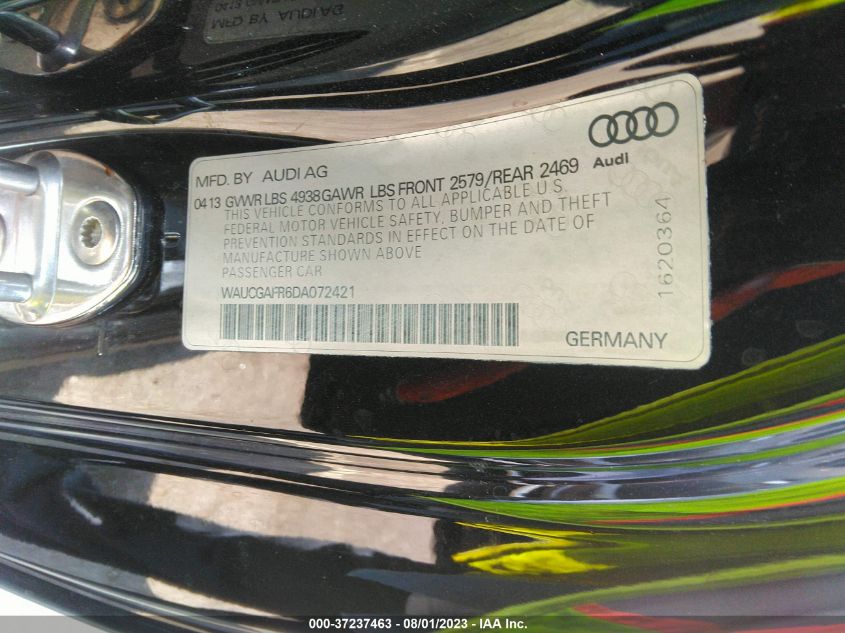 MFD. BY AUDI AG
Audi
0413 GVWR LBS 4938 GAWR LBS FRONT 2579/REAR 2469
THIS VEHICLE CONFORMS TO ALL APPLICABLE U.S.
FEDERAL MOTOR VEHICLE SAFETY, BUMPER AND THEFT
PREVENTION STANDARDS IN EFFECT ON THE DATE OF
MANUFACTURE SHOWN ABOVE
PASSENGER CAR
1620364
WAUCGAFR6DA072421
GERMANY
000-37237463 - 08/01/2023 - IAA Inc.